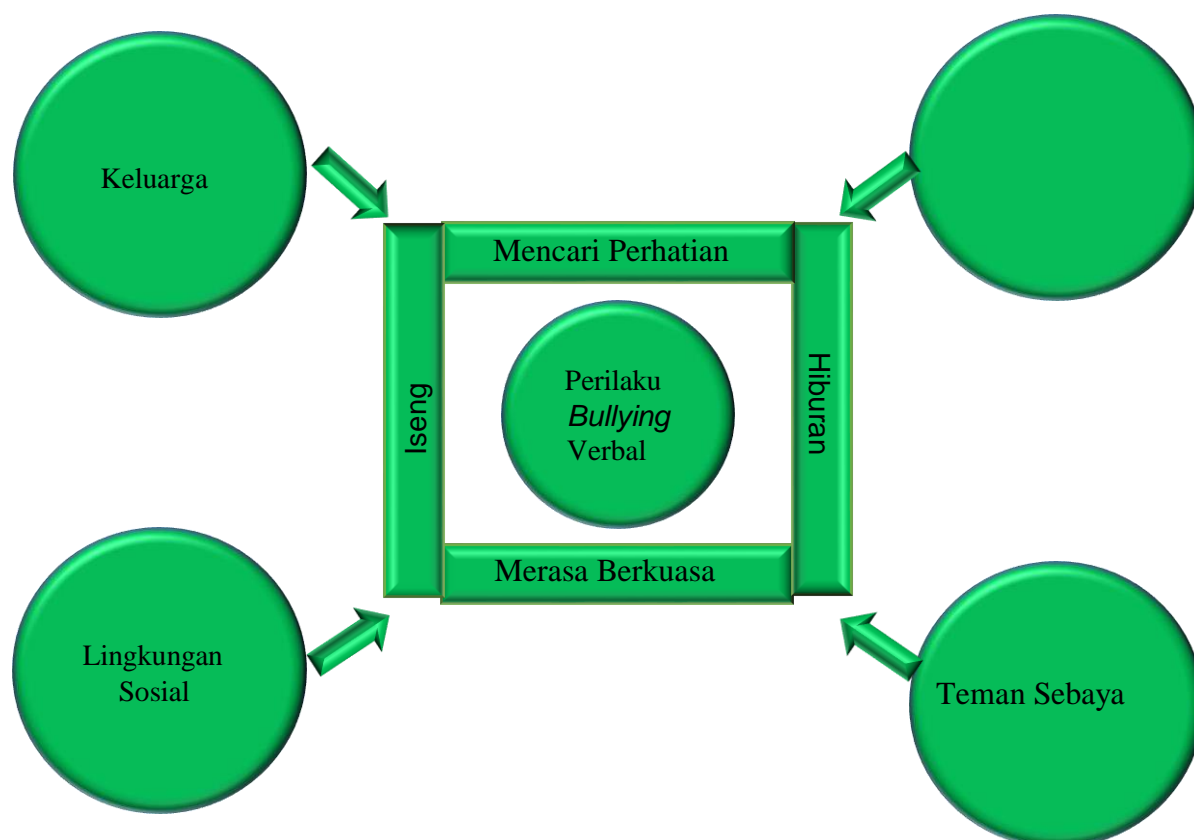 Keluarga
Mencari Perhatian
Iseng
Perilaku
Bullying
Verbal
Hiburan
Merasa Berkuasa
Lingkungan
Sosial
Teman Sebaya